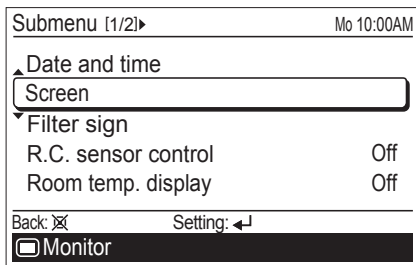 Submenu [1/2]▸ Mo 10:00AM
Date and time
Screen
Filter sign
R.C. sensor control Off
Room temp. display Off
Back: Setting:
Monitor